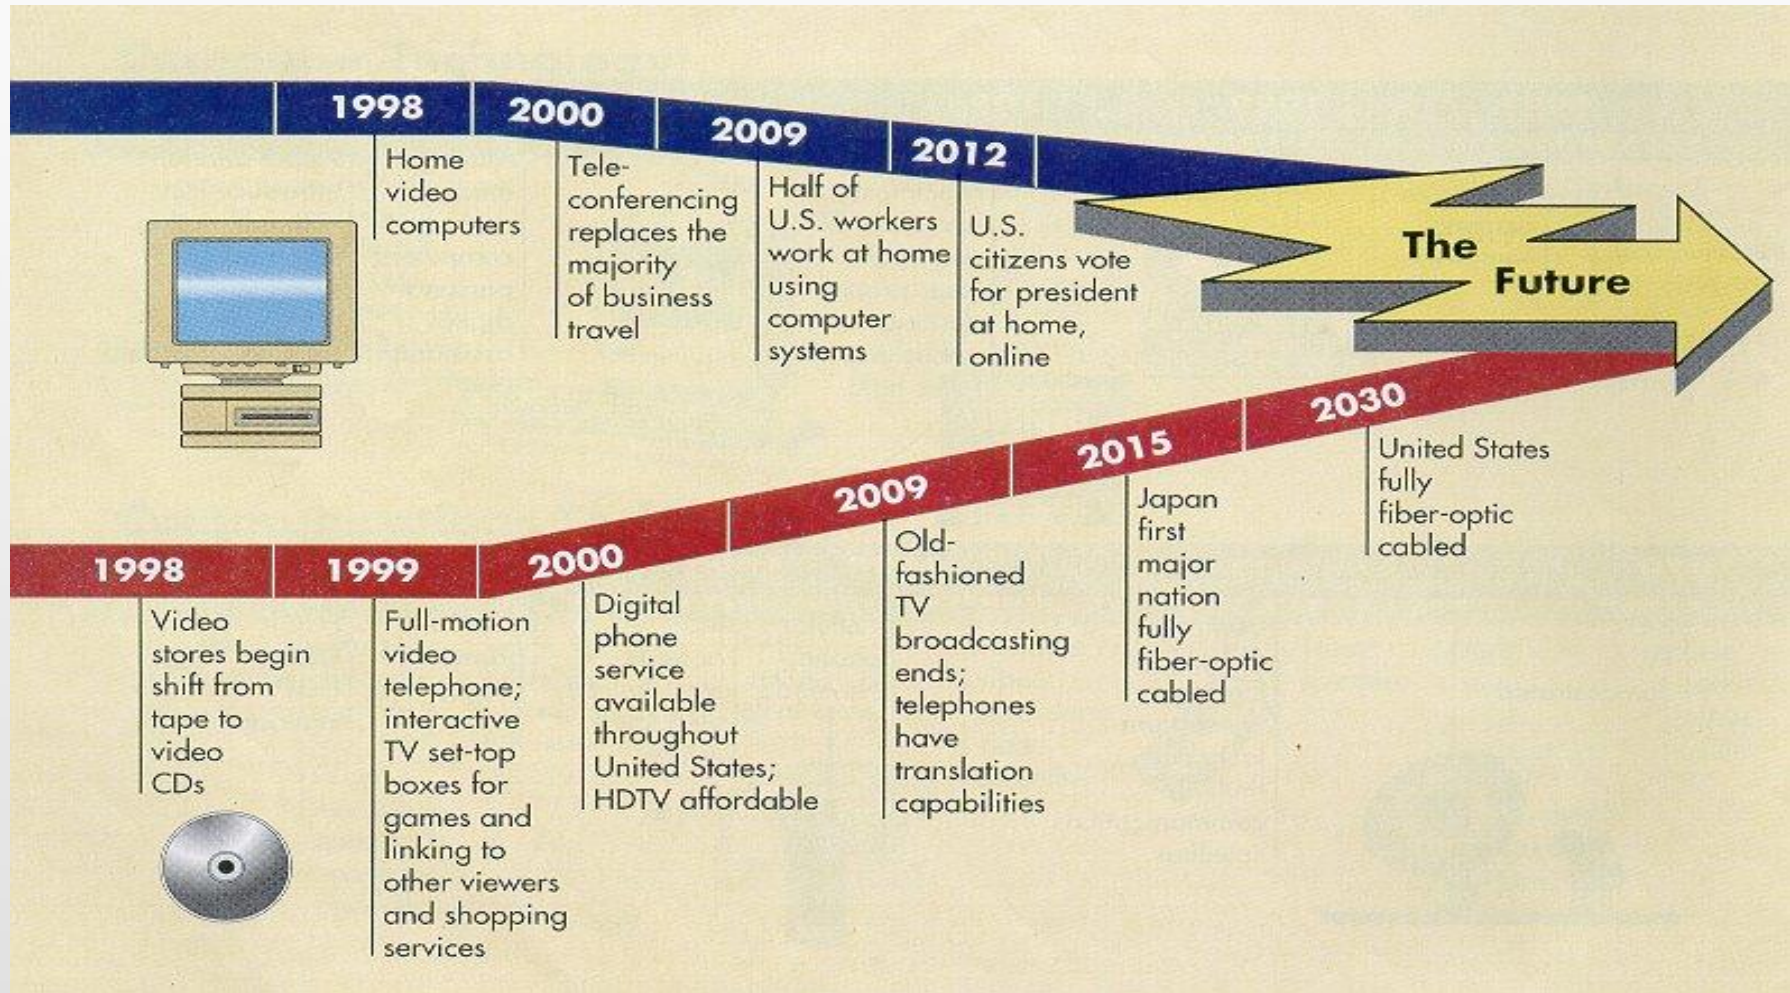 1998
Home
video
computers
2000
Tele-
conferencing
replaces the
majority
of business
travel
2009
Half of
U.S. workers
work at home
using
computer
systems
2012
U.S.
citizens vote
for president
at home,
online
The
Future
1998
Video
stores begin
shift from
tape to
video
CDs
1999
Full-motion
video
telephone;
interactive
TV set-top
boxes for
games and
linking to
other viewers
and shopping
services
2000
Digital
phone
service
available
throughout
United States;
HDTV affordable
2009
Old-
fashioned
TV
broadcasting
ends;
telephones
have
translation
capabilities
2015
Japan
first
major
nation
fully
fiber-optic
cabled
2030
United States
fully
fiber-optic
cabled